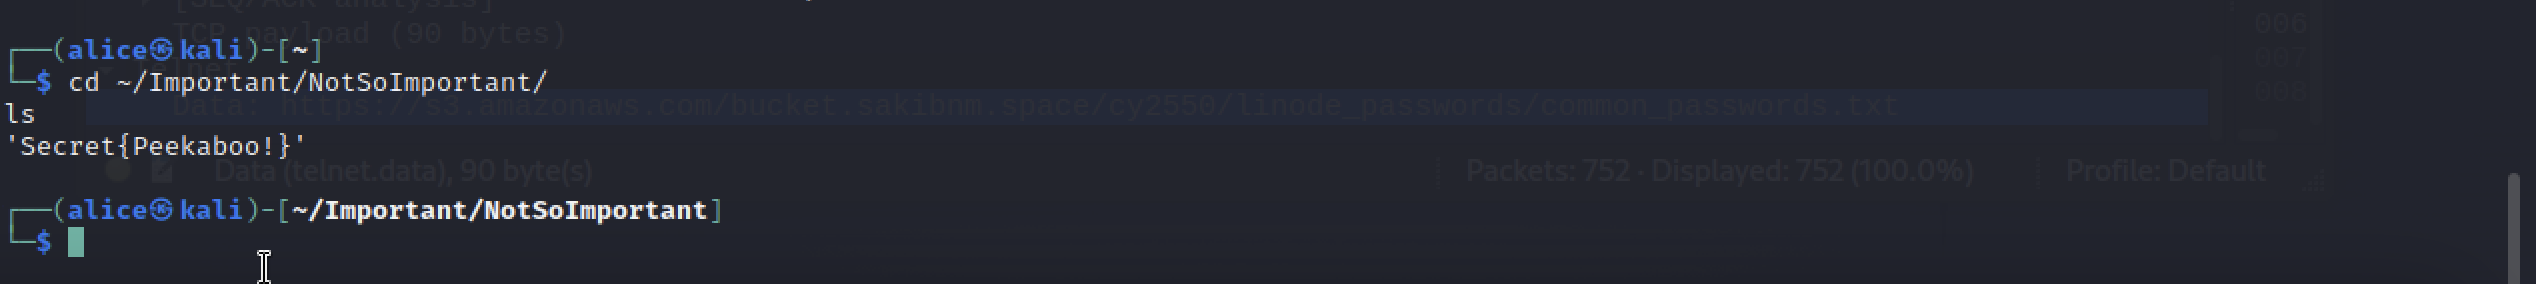 [SEQ/ACK analysis]
TCP payload (90 bytes)
┌──(alice㉿kali)-[~]
└─$ cd ~/Important/NotSoImportant/
Data: https://s3.amazonaws.com/bucket.sakibnm.space/cy2550/linode_passwords/common_passwords.txt
ls
'Secret{Peekaboo!}'
Data (telnet.data), 90 byte(s) Packets: 752 · Displayed: 752 (100.0%) Profile: Default
┌──(alice㉿kali)-[~/Important/NotSoImportant]
└─$
006
007
008